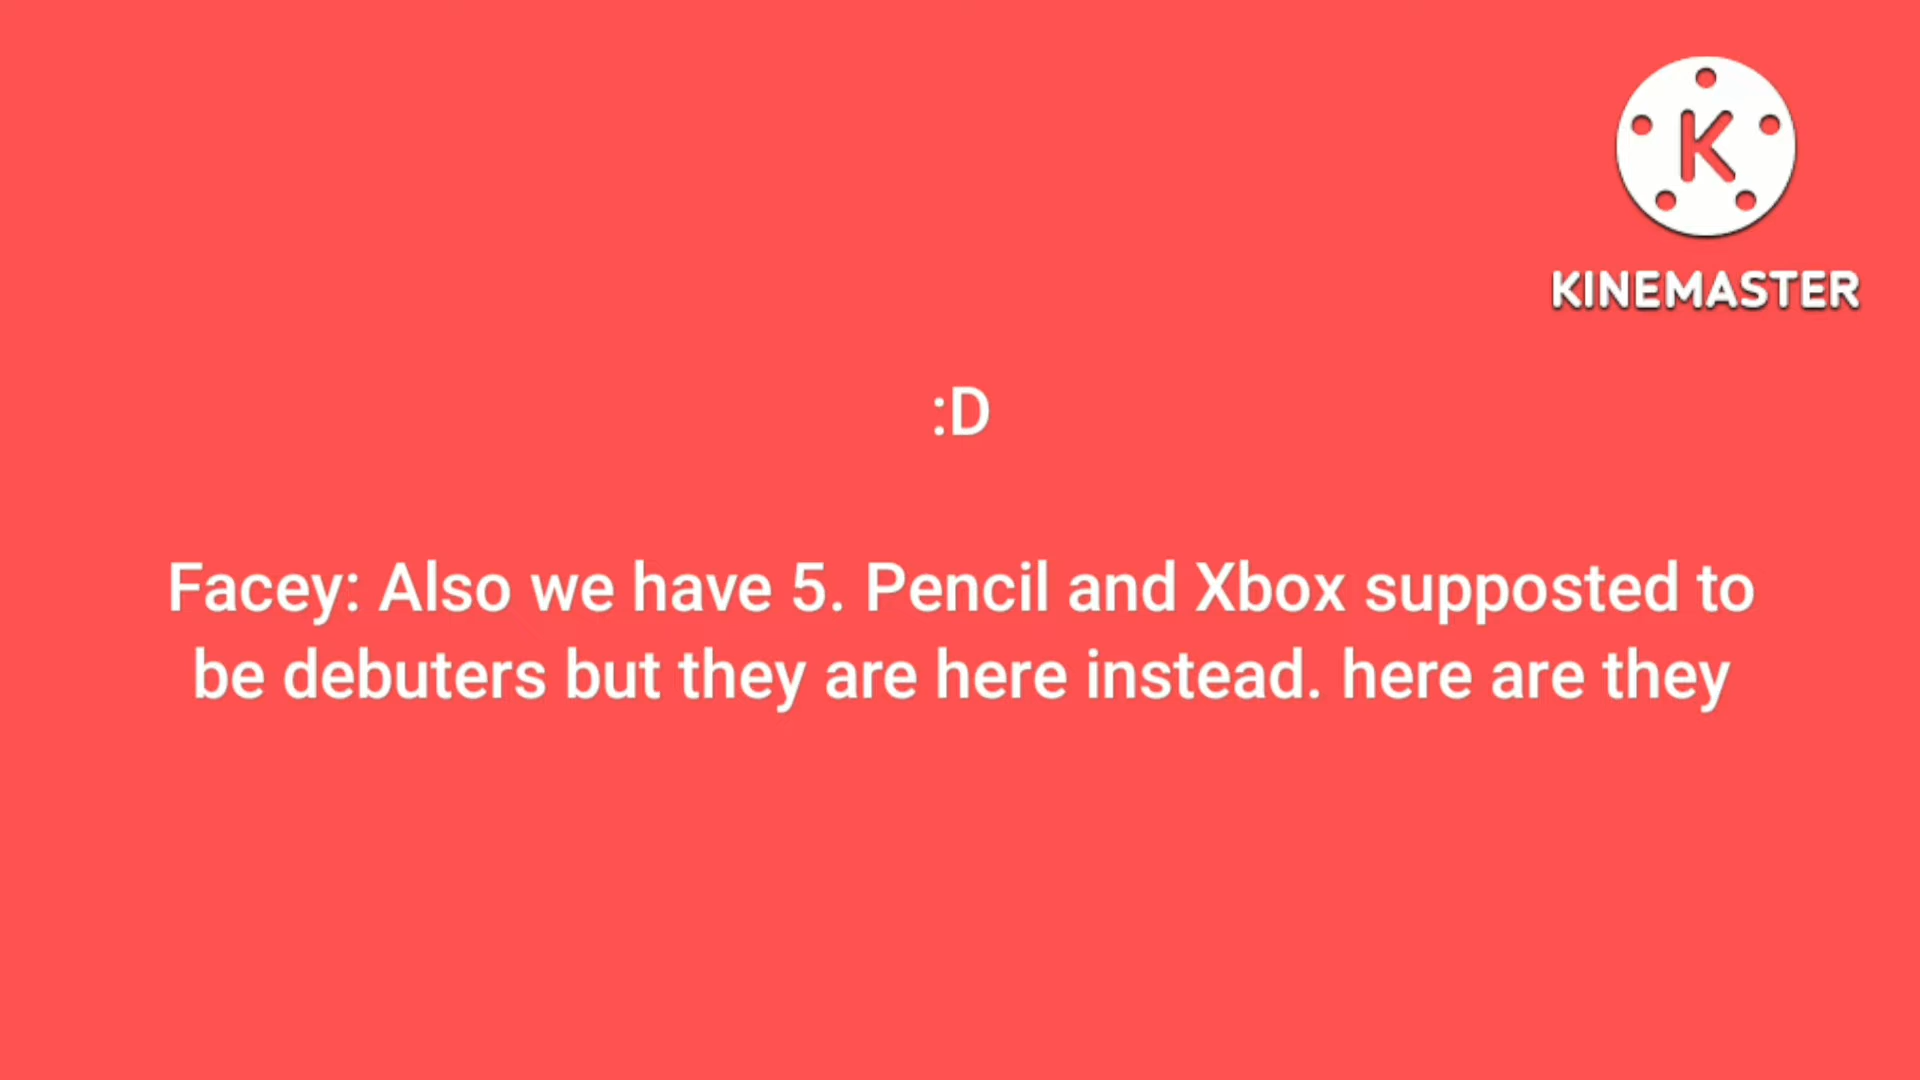 K
KINEMASTER
:D
Facey: Also we have 5. Pencil and Xbox supposted to
be debuters but they are here instead. here are they